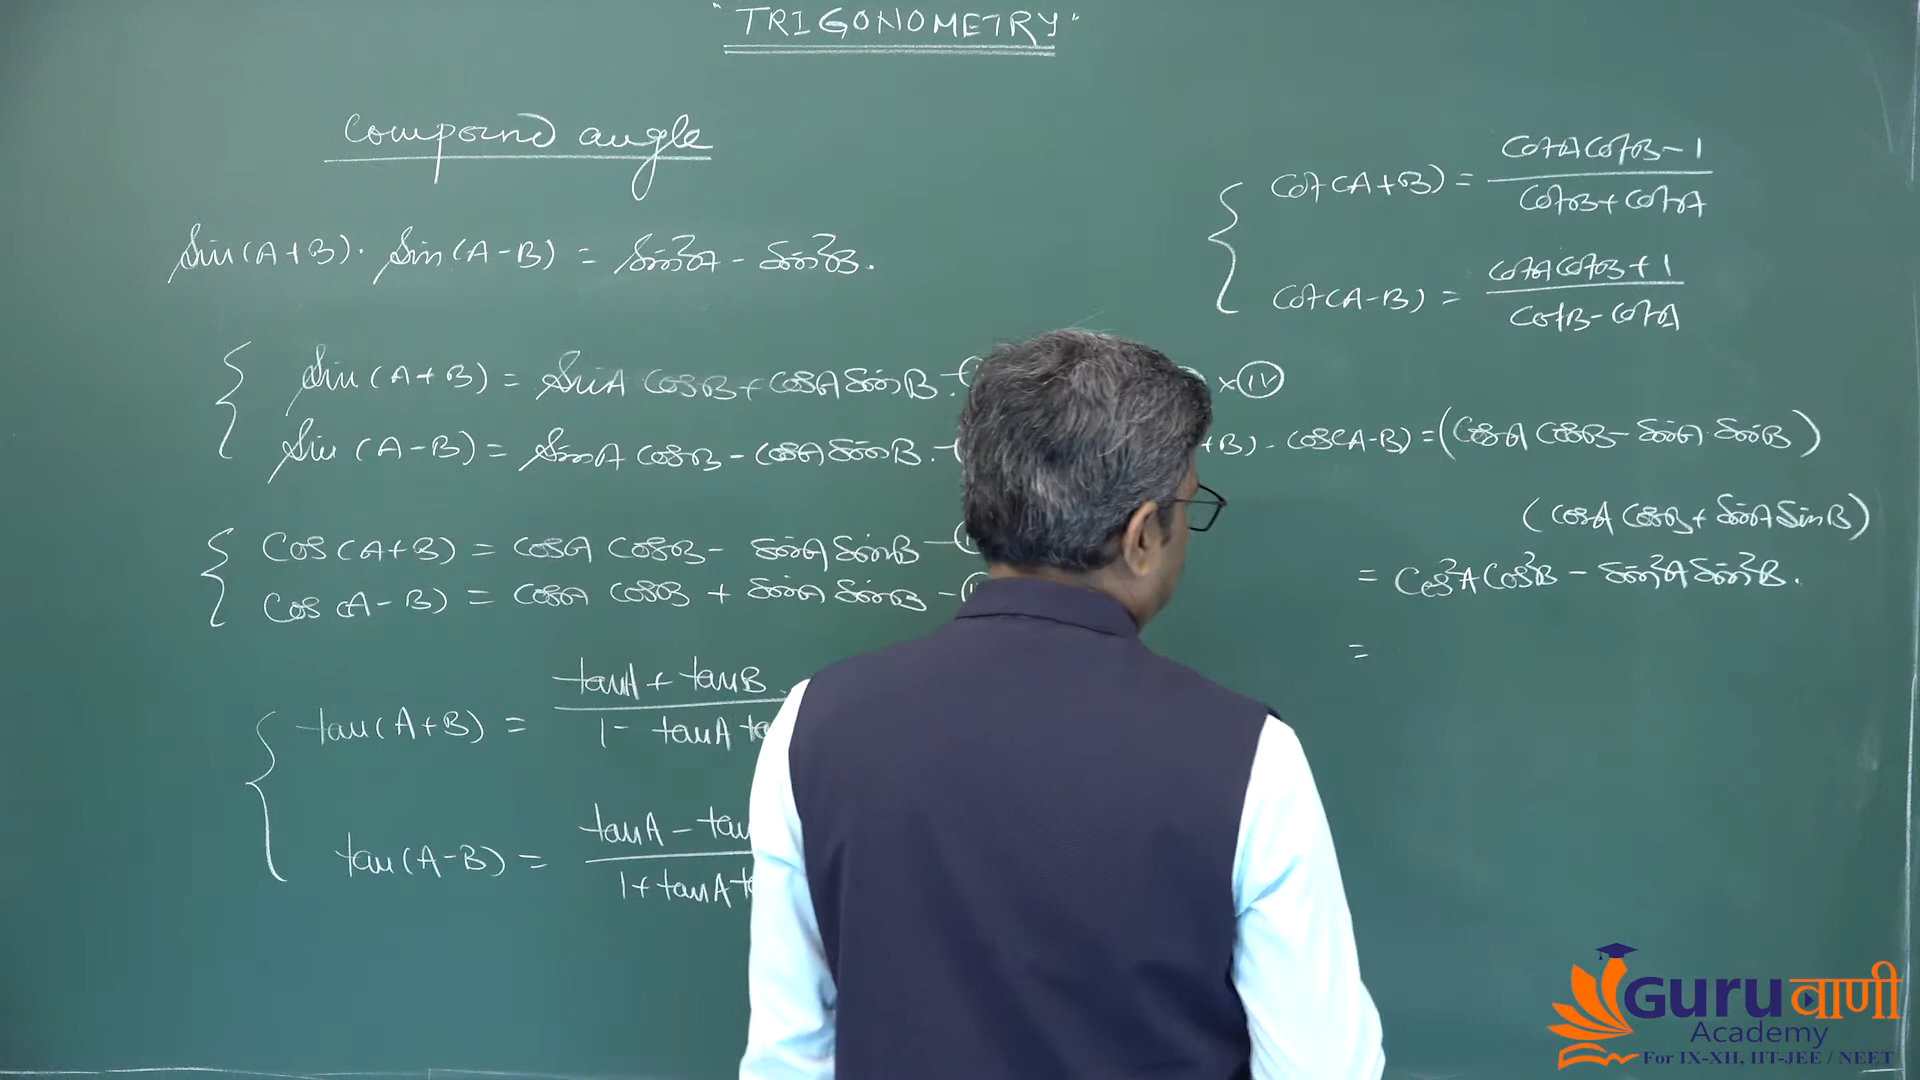 "TRIGONOMETRY"
Compound angle
Sin(A+B). Sin(A-B) = Sin²A - Sin²B.
Sin(A+B) = SinA CosB + CosA SinB.
Sin(A-B) = SinA CosB - CosA SinB.
Cos(A+B) = CosA CosB - SinA SinB
Cos(A-B) = CosA CosB + SinA SinB
tanA + tanB
tan(A+B) =
1 - tanA
tanA - tan
tan(A-B) =
1 + tanA
CotA CotB - 1
Cot(A+B) =
CotB + CotA
CotA CotB + 1
Cot(A-B) =
CotB - CotA
× IV
+B) - Cos(A-B) = (CosA CosB - SinA. SinB)
(CosA CosB + SinA SinB)
= Cos²A Cos²B - Sin²A Sin²B.
=
Guruवाणी
Academy
For IX-XII, IIT-JEE / NEET